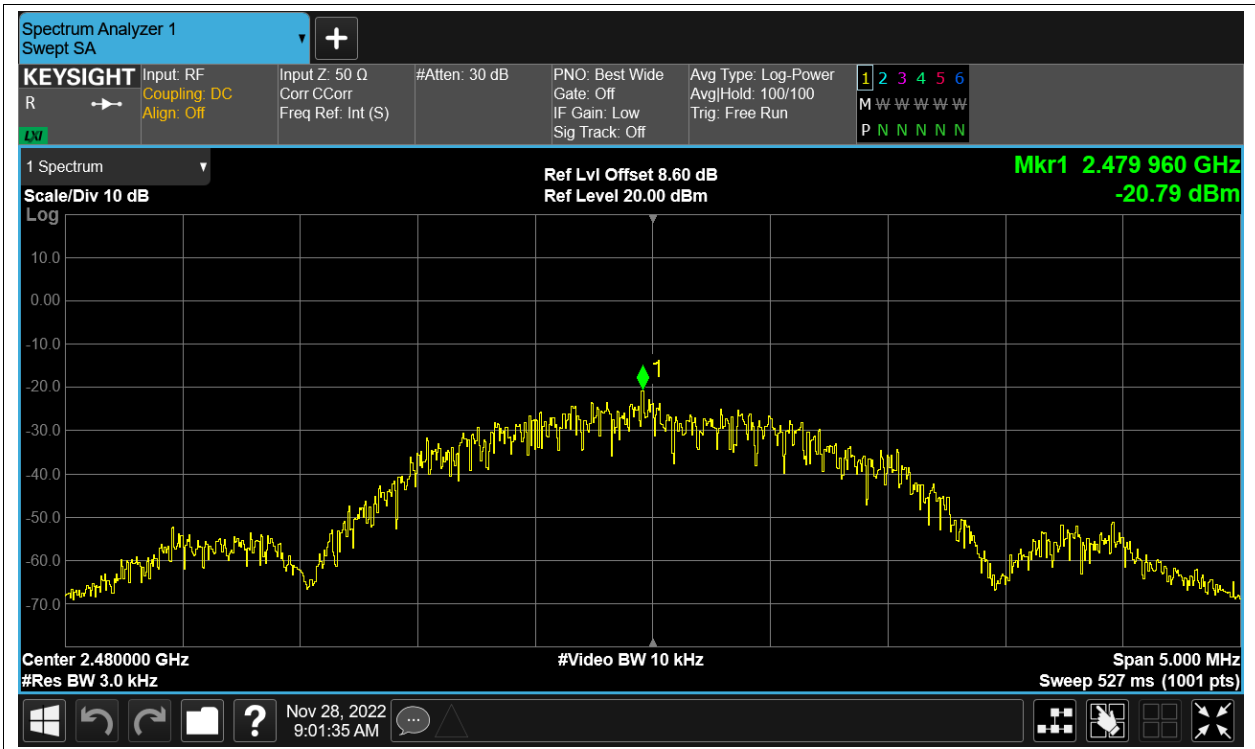 Spectrum Analyzer 1
Swept SA
KEYSIGHT
R
LXI
Input: RF
Coupling: DC
Align: Off
Input Z: 50 Ω
Corr CCorr
Freq Ref: Int (S)
#Atten: 30 dB
PNO: Best Wide
Gate: Off
IF Gain: Low
Sig Track: Off
Avg Type: Log-Power
Avg|Hold: 100/100
Trig: Free Run
1 2 3 4 5 6
M W W W W W
P N N N N N
1 Spectrum
Scale/Div 10 dB
Log
Ref Lvl Offset 8.60 dB
Ref Level 20.00 dBm
Mkr1 2.479 960 GHz
-20.79 dBm
10.0
0.00
-10.0
1
-20.0
-30.0
-40.0
-50.0
-60.0
-70.0
Center 2.480000 GHz
#Video BW 10 kHz
Span 5.000 MHz
#Res BW 3.0 kHz
Sweep 527 ms (1001 pts)
?
Nov 28, 2022
9:01:35 AM